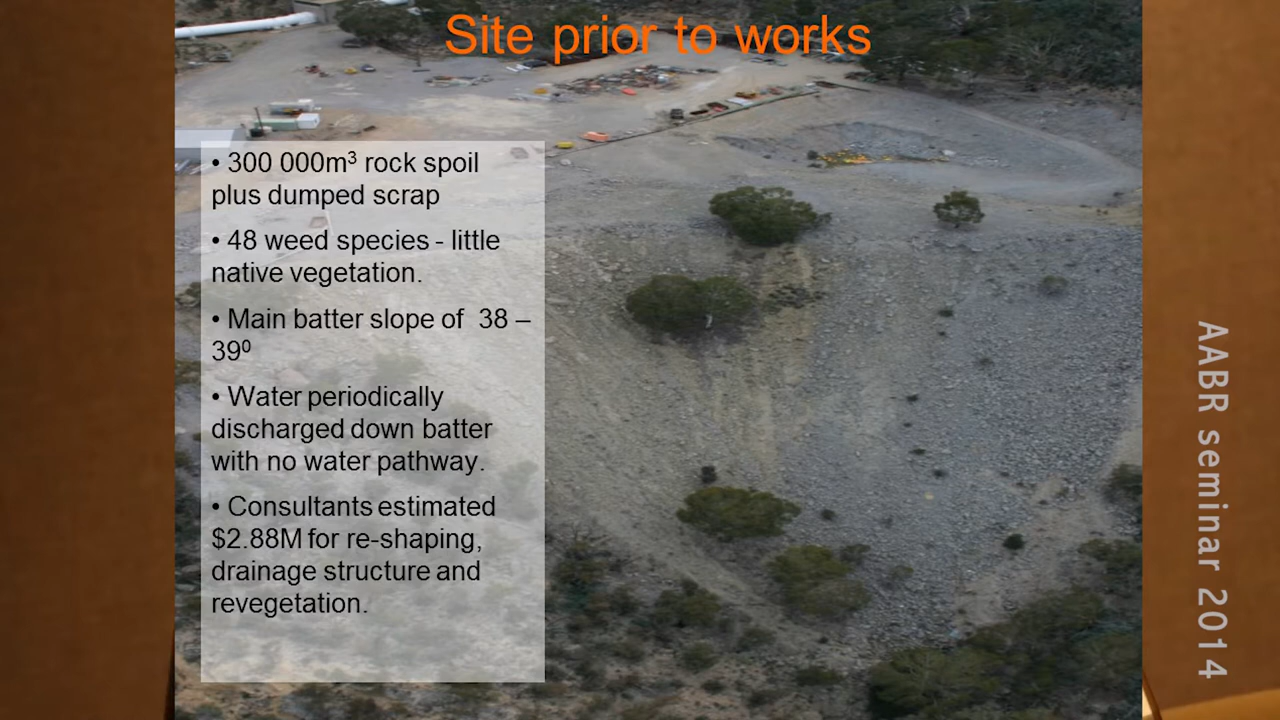 Site prior to works
• 300 000m³ rock spoil
plus dumped scrap
• 48 weed species - little
native vegetation.
• Main batter slope of 38 –
39⁰
• Water periodically
discharged down batter
with no water pathway.
• Consultants estimated
$2.88M for re-shaping,
drainage structure and
revegetation.
AABR seminar 2014